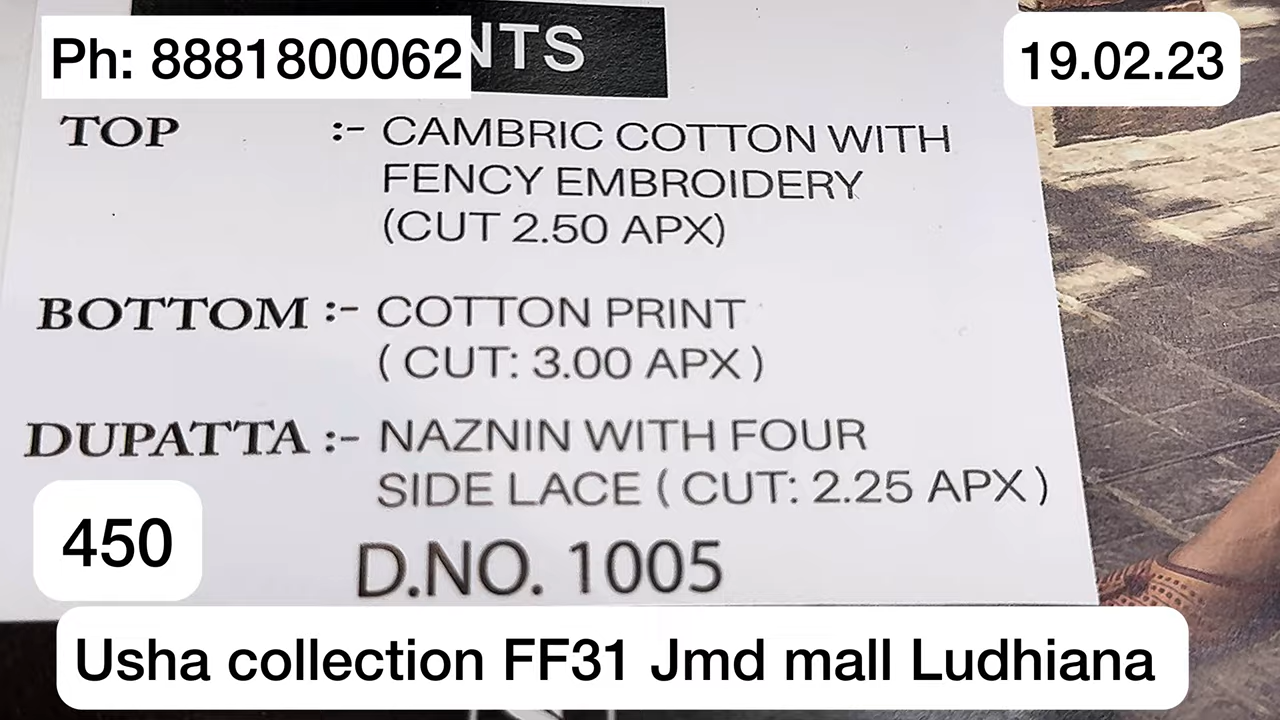 Ph: 8881800062
NTS
19.02.23
TOP :- CAMBRIC COTTON WITH
FENCY EMBROIDERY
(CUT 2.50 APX)
BOTTOM :- COTTON PRINT
( CUT: 3.00 APX )
DUPATTA :- NAZNIN WITH FOUR
SIDE LACE ( CUT: 2.25 APX )
450
D.NO. 1005
Usha collection FF31 Jmd mall Ludhiana